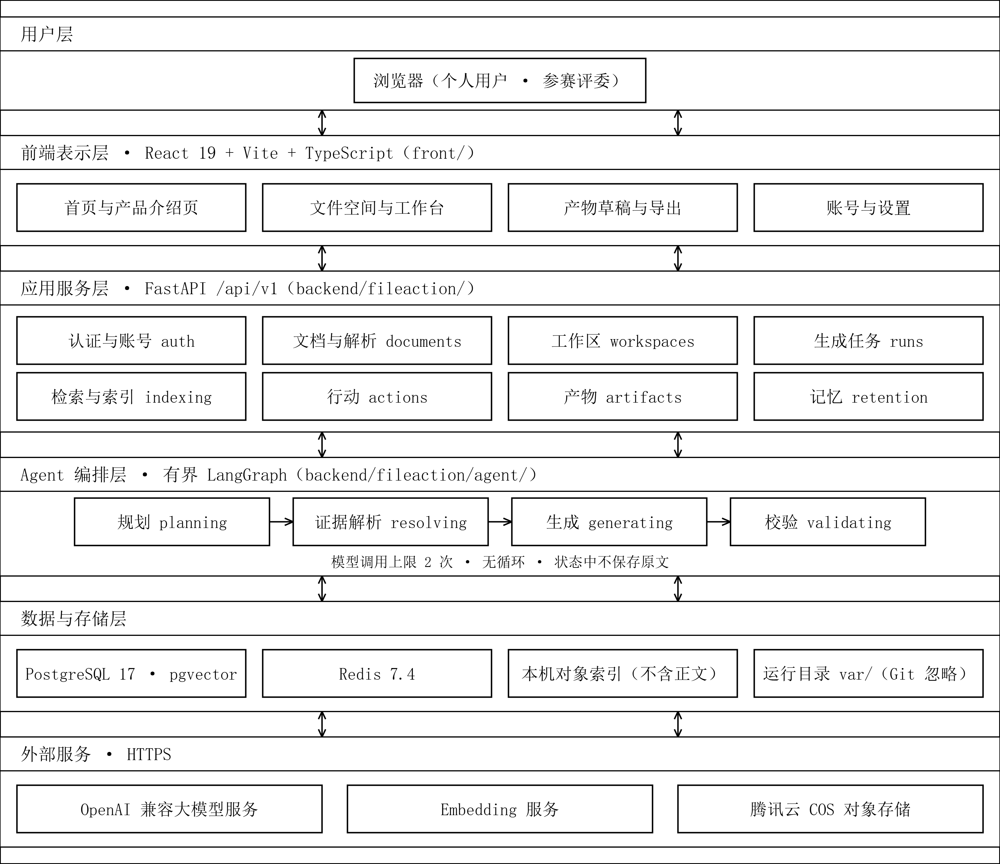 用户层
浏览器（个人用户 · 参赛评委）
前端表示层 · React 19 + Vite + TypeScript（front/）
首页与产品介绍页
文件空间与工作台
产物草稿与导出
账号与设置
应用服务层 · FastAPI /api/v1（backend/fileaction/）
认证与账号 auth
文档与解析 documents
工作区 workspaces
生成任务 runs
检索与索引 indexing
行动 actions
产物 artifacts
记忆 retention
Agent 编排层 · 有界 LangGraph（backend/fileaction/agent/）
规划 planning
证据解析 resolving
生成 generating
校验 validating
模型调用上限 2 次 · 无循环 · 状态中不保存原文
数据与存储层
PostgreSQL 17 · pgvector
Redis 7.4
本机对象索引（不含正文）
运行目录 var/（Git 忽略）
外部服务 · HTTPS
OpenAI 兼容大模型服务
Embedding 服务
腾讯云 COS 对象存储